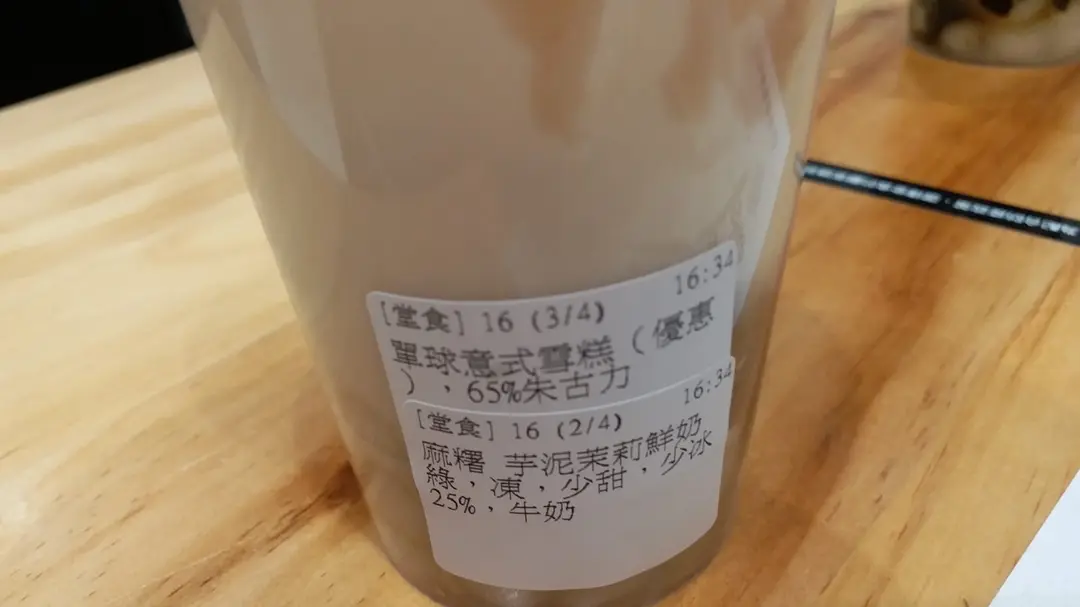 16:34
[堂食] 16 (3/4)
單球意式雪糕（優惠
），65%朱古力
16:34
[堂食] 16 (2/4)
麻糬 芋泥茉莉鮮奶
綠，凍，少甜，少冰
25%，牛奶